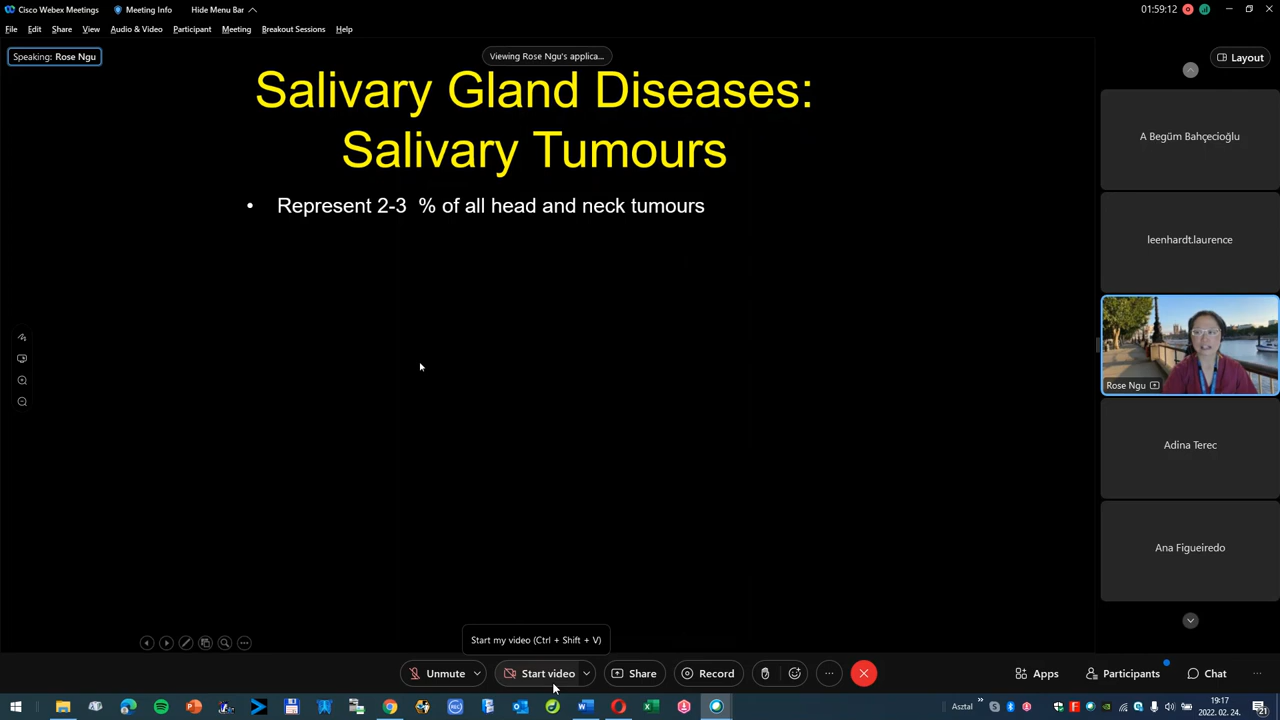 Cisco Webex Meetings
Meeting Info
Hide Menu Bar
01:59:12
File Edit Share View Audio & Video Participant Meeting Breakout Sessions Help
Speaking: Rose Ngu
Viewing Rose Ngu's applica...
Layout
Salivary Gland Diseases:
Salivary Tumours
• Represent 2-3 % of all head and neck tumours
A Begüm Bahçecioğlu
leenhardt.laurence
Rose Ngu
Adina Terec
Ana Figueiredo
Start my video (Ctrl + Shift + V)
Unmute
Start video
Share
Record
Apps
Participants
Chat
Asztal
19:17
2022. 02. 24.